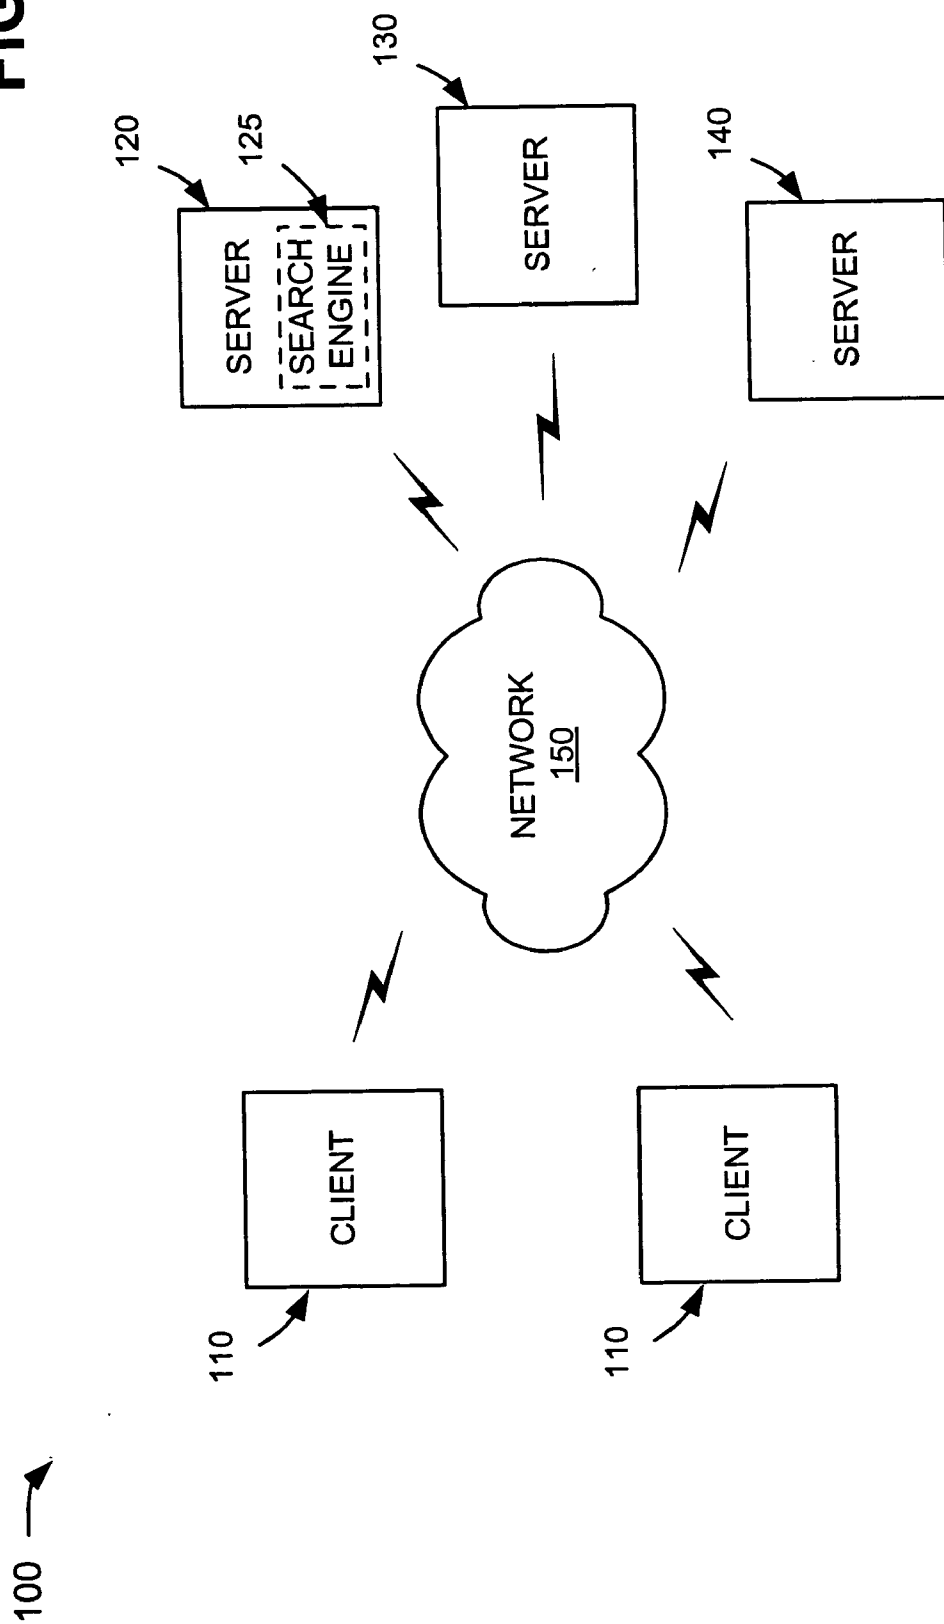 FIG
100
120
125
SERVER
SEARCH
ENGINE
110
CLIENT
130
SERVER
NETWORK
150
110
CLIENT
140
SERVER